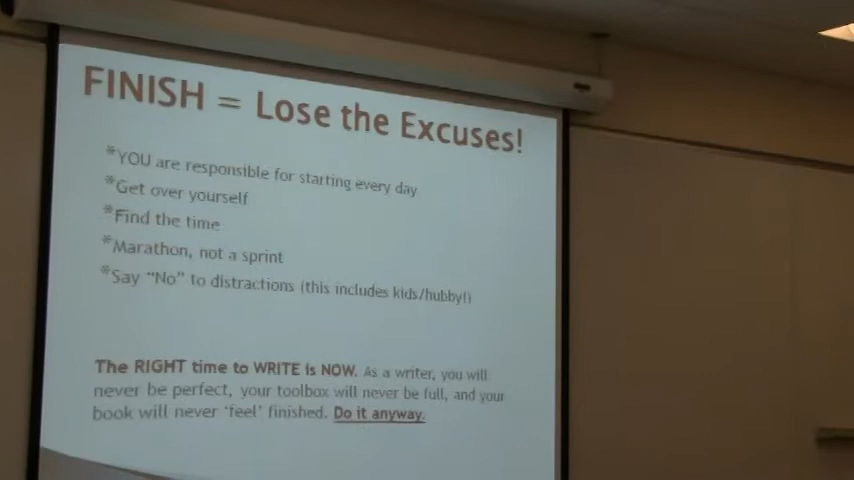 FINISH = Lose the Excuses!
*YOU are responsible for starting every day
*Get over yourself
*Find the time
*Marathon, not a sprint
*Say "No" to distractions (this includes kids/hubby!)
The RIGHT time to WRITE is NOW. As a writer, you will
never be perfect, your toolbox will never be full, and your
book will never 'feel' finished. Do it anyway.